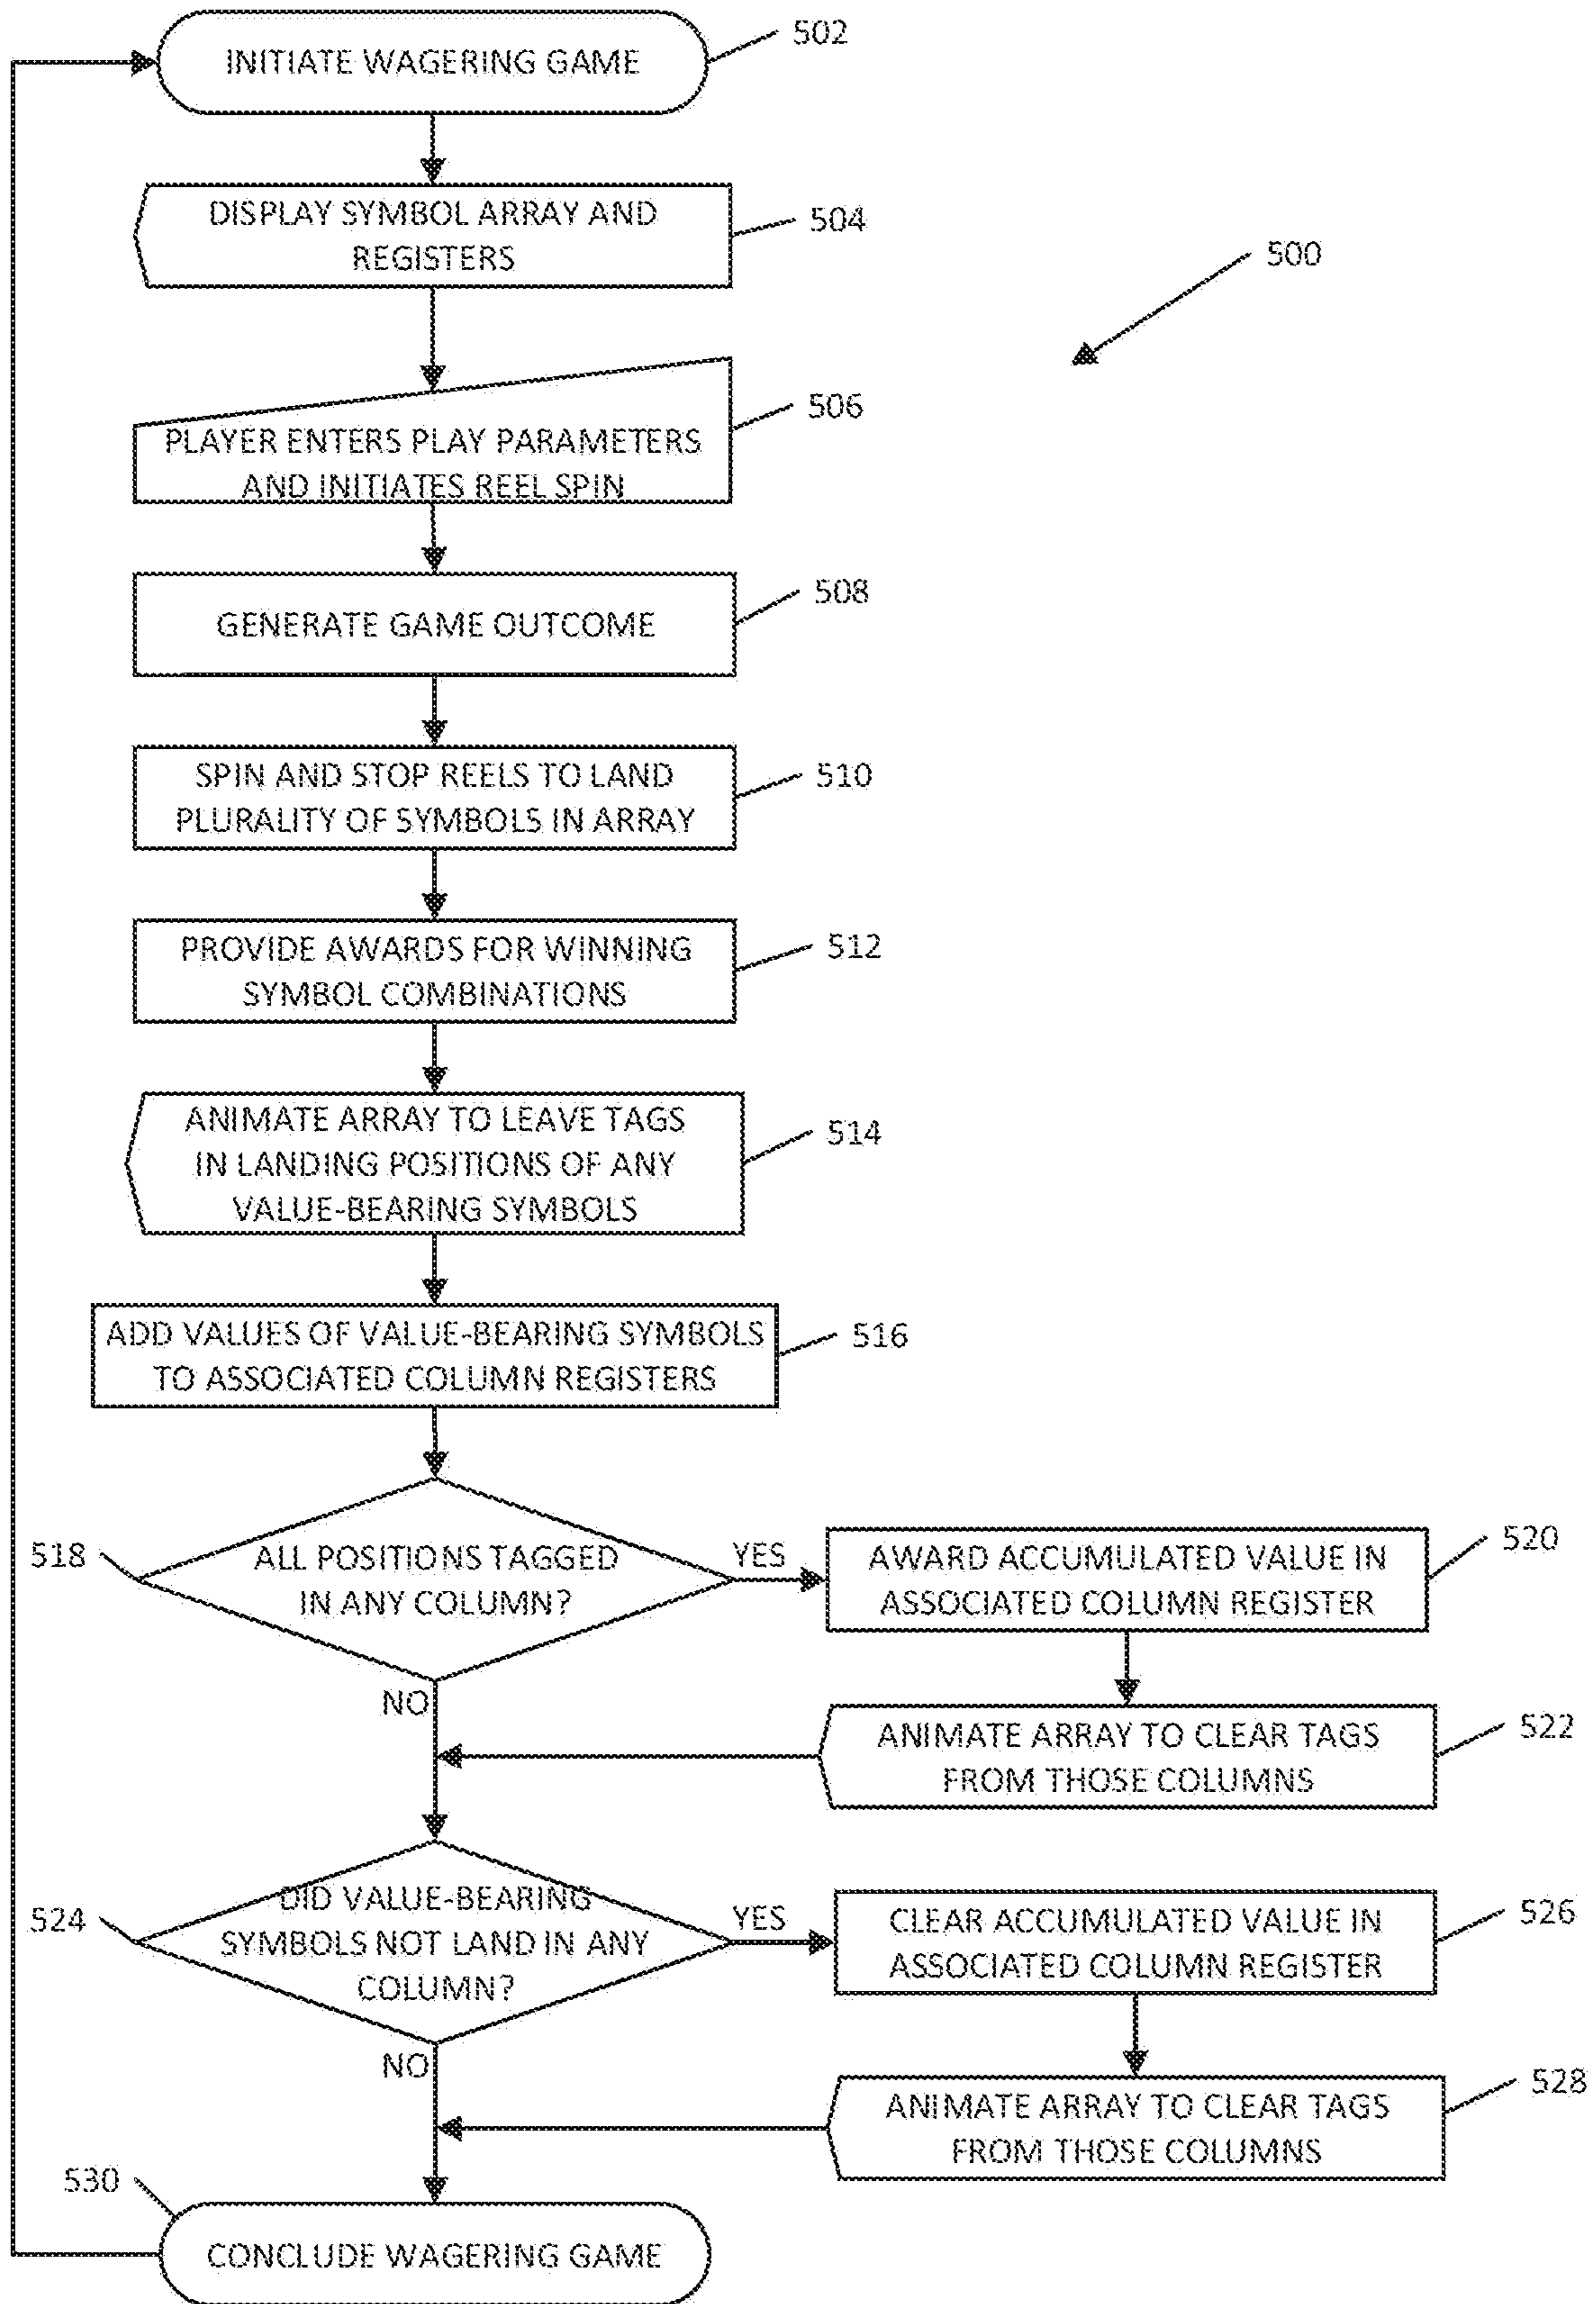 502
INITIATE WAGERING GAME
DISPLAY SYMBOL ARRAY AND
REGISTERS
504
500
506
PLAYER ENTERS PLAY PARAMETERS
AND INITIATES REEL SPIN
508
GENERATE GAME OUTCOME
SPIN AND STOP REELS TO LAND
PLURALITY OF SYMBOLS IN ARRAY
510
PROVIDE AWARDS FOR WINNING
SYMBOL COMBINATIONS
512
ANIMATE ARRAY TO LEAVE TAGS
IN LANDING POSITIONS OF ANY
VALUE-BEARING SYMBOLS
514
ADD VALUES OF VALUE-BEARING SYMBOLS
TO ASSOCIATED COLUMN REGISTERS
516
518
ALL POSITIONS TAGGED
IN ANY COLUMN?
YES
AWARD ACCUMULATED VALUE IN
ASSOCIATED COLUMN REGISTER
520
NO
ANIMATE ARRAY TO CLEAR TAGS
FROM THOSE COLUMNS
522
524
DID VALUE-BEARING
SYMBOLS NOT LAND IN ANY
COLUMN?
YES
CLEAR ACCUMULATED VALUE IN
ASSOCIATED COLUMN REGISTER
526
NO
ANIMATE ARRAY TO CLEAR TAGS
FROM THOSE COLUMNS
528
530
CONCLUDE WAGERING GAME